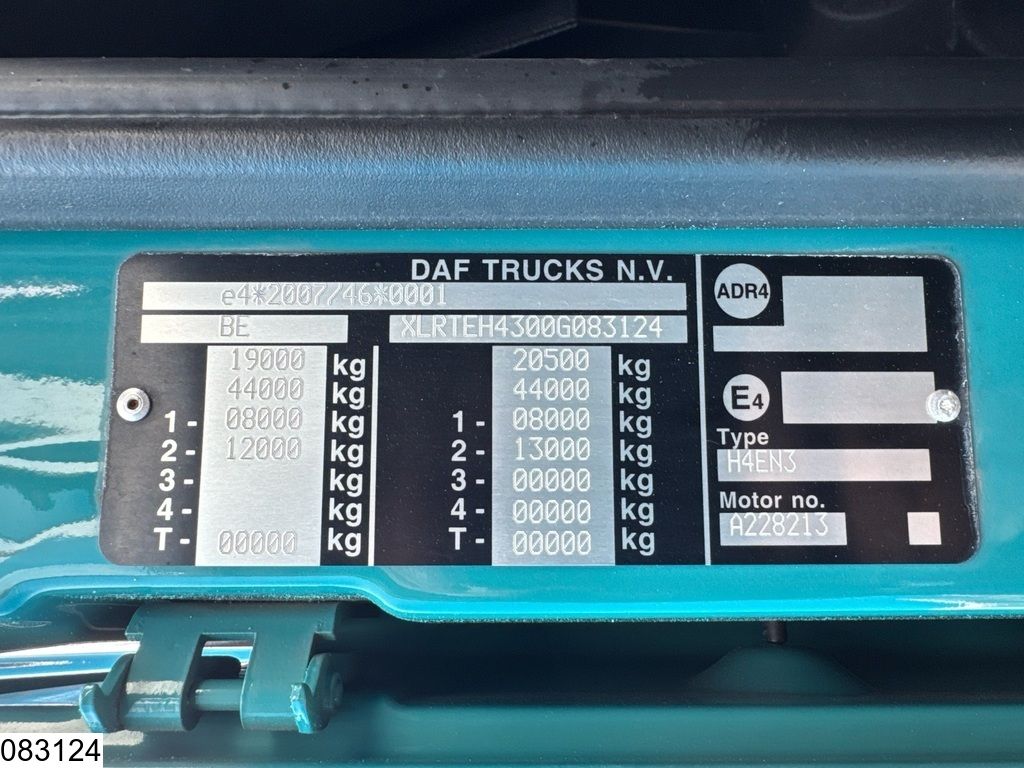 DAF TRUCKS N.V.
e4*2007/46*0001
BE XLRTEH4300G083124
19000 kg 20500 kg
44000 kg 44000 kg
1- 08000 kg 1- 08000 kg
2- 12000 kg 2- 13000 kg
3- kg 3- 00000 kg
4- kg 4- 00000 kg
T- 00000 kg T- 00000 kg
ADR4
E4
Type
H4EN3
Motor no.
A228213
083124